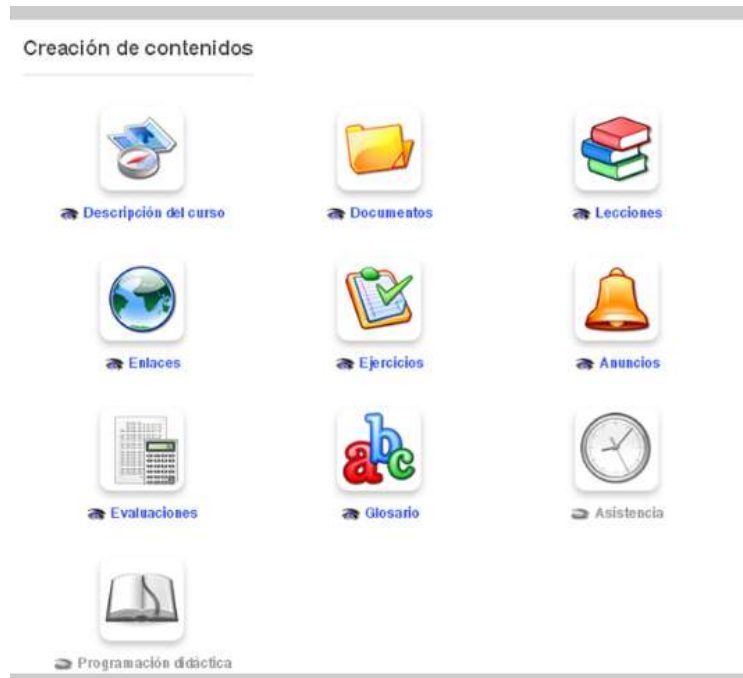 Creación de contenidos
Descripción del curso
Documentos
Lecciones
Enlaces
Ejercicios
Anuncios
Evaluaciones
Glosario
Asistencia
Programación didáctica